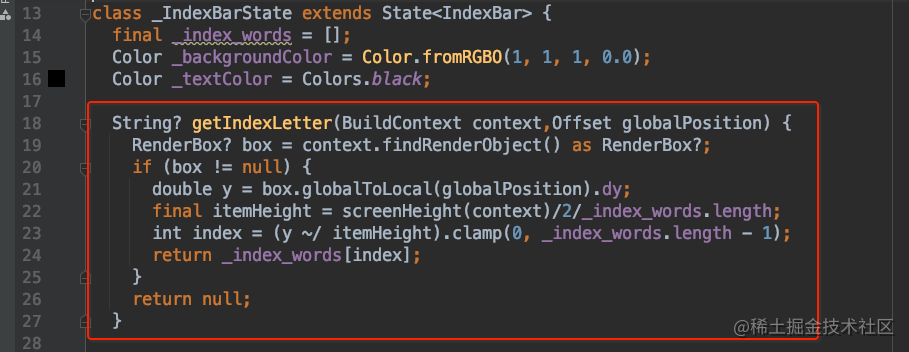 13 class _IndexBarState extends State<IndexBar> {
14   final _index_words = [];
15   Color _backgroundColor = Color.fromRGBO(1, 1, 1, 0.0);
16   Color _textColor = Colors.black;
17
18   String? getIndexLetter(BuildContext context,Offset globalPosition) {
19     RenderBox? box = context.findRenderObject() as RenderBox?;
20     if (box != null) {
21       double y = box.globalToLocal(globalPosition).dy;
22       final itemHeight = screenHeight(context)/2/_index_words.length;
23       int index = (y ~/ itemHeight).clamp(0, _index_words.length - 1);
24       return _index_words[index];
25     }
26     return null;
27   }
28
@稀土掘金技术社区